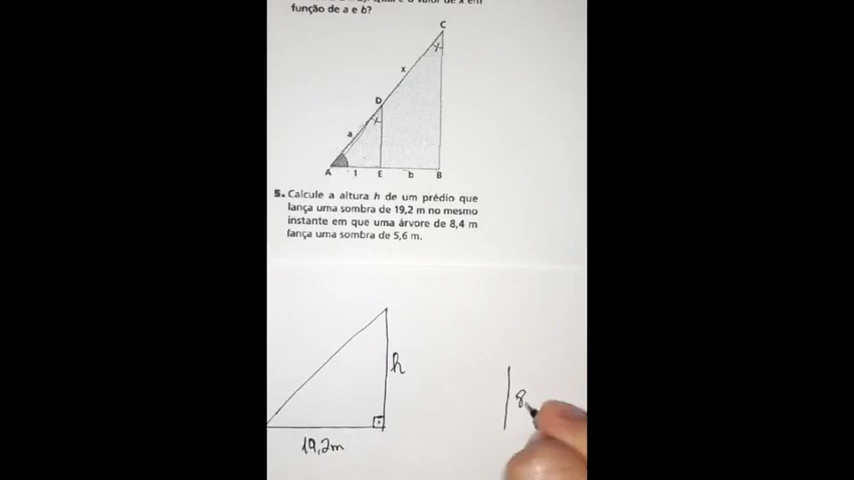 função de a e b?
C
x
D
a
A 1 E b B
5. Calcule a altura h de um prédio que
lança uma sombra de 19,2 m no mesmo
instante em que uma árvore de 8,4 m
lança uma sombra de 5,6 m.
h
8
19,2m